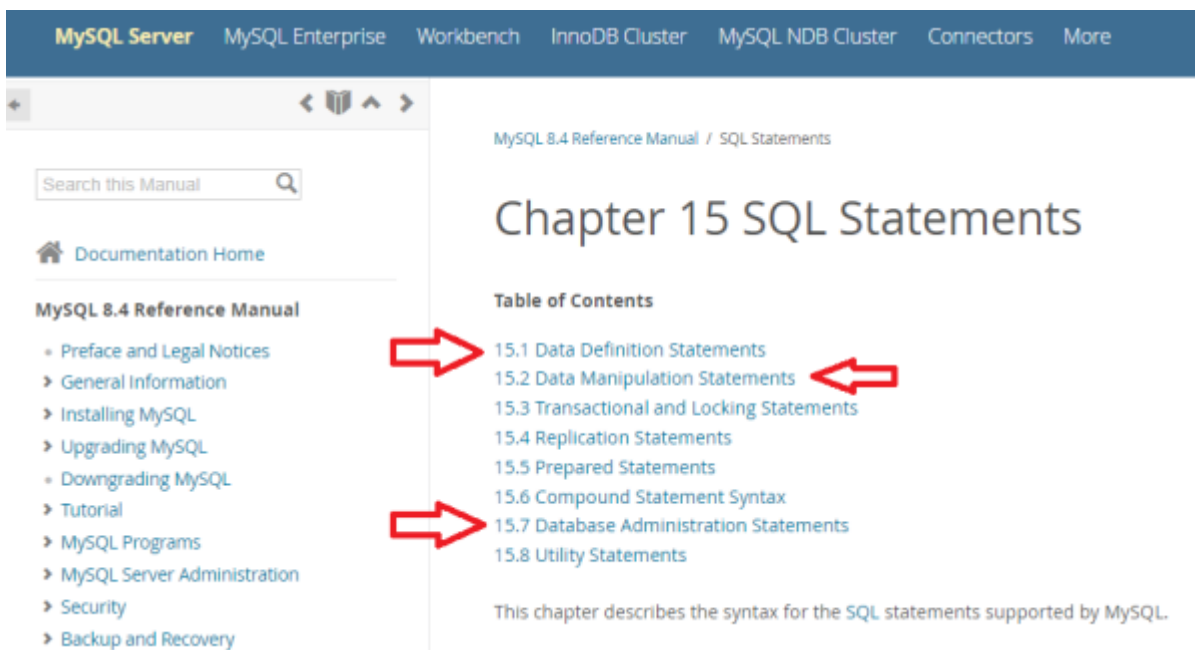 MySQL Server MySQL Enterprise Workbench InnoDB Cluster MySQL NDB Cluster Connectors More
Search this Manual
Documentation Home
MySQL 8.4 Reference Manual
Preface and Legal Notices
General Information
Installing MySQL
Upgrading MySQL
Downgrading MySQL
Tutorial
MySQL Programs
MySQL Server Administration
Security
Backup and Recovery
MySQL 8.4 Reference Manual / SQL Statements
Chapter 15 SQL Statements
Table of Contents
15.1 Data Definition Statements
15.2 Data Manipulation Statements
15.3 Transactional and Locking Statements
15.4 Replication Statements
15.5 Prepared Statements
15.6 Compound Statement Syntax
15.7 Database Administration Statements
15.8 Utility Statements
This chapter describes the syntax for the SQL statements supported by MySQL.